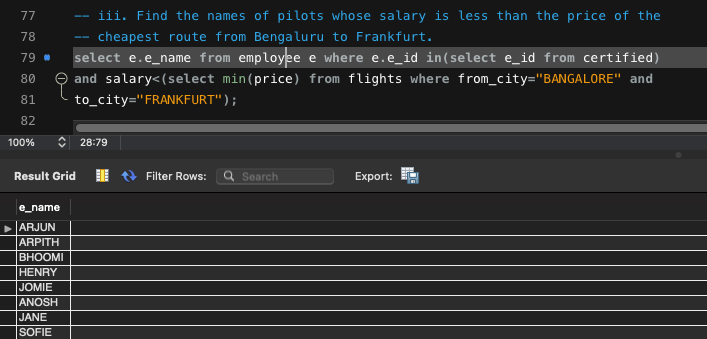 77 -- iii. Find the names of pilots whose salary is less than the price of the
78 -- cheapest route from Bengaluru to Frankfurt.
79 select e.e_name from employee e where e.e_id in(select e_id from certified)
80 and salary<(select min(price) from flights where from_city="BANGALORE" and
81 to_city="FRANKFURT");
82
100% 28:79
Result Grid Filter Rows: Search Export:
e_name
ARJUN
ARPITH
BHOOMI
HENRY
JOMIE
ANOSH
JANE
SOFIE